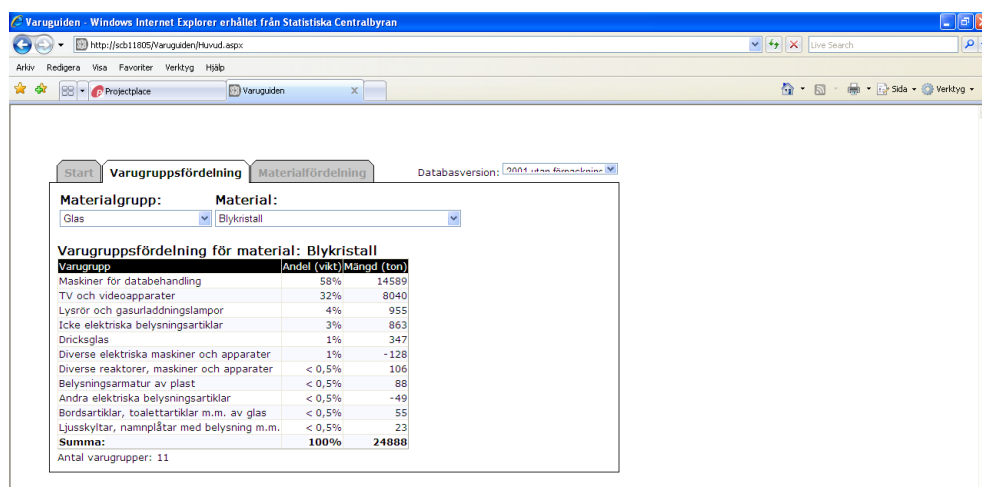 Varuguiden - Windows Internet Explorer erhållet från Statistiska Centralbyran
http://scb11805/Varuguiden/Huvud.aspx
Live Search
Arkiv Redigera Visa Favoriter Verktyg Hjälp
Projectplace Varuguiden X Sida Verktyg
Start Varugruppsfördelning Materialfördelning Databasversion: 2001 utan förpackning
Materialgrupp: Material:
Glas Blykristall
Varugruppsfördelning för material: Blykristall
Varugrupp Andel (vikt) Mängd (ton)
Maskiner för databehandling 58% 14589
TV och videoapparater 32% 8040
Lysrör och gasurladdningslampor 4% 955
Icke elektriska belysningsartiklar 3% 863
Dricksglas 1% 347
Diverse elektriska maskiner och apparater 1% -128
Diverse reaktorer, maskiner och apparater < 0,5% 106
Belysningsarmatur av plast < 0,5% 88
Andra elektriska belysningsartiklar < 0,5% -49
Bordsartiklar, toalettartiklar m.m. av glas < 0,5% 55
Ljusskyltar, namnplåtar med belysning m.m. < 0,5% 23
Summa: 100% 24888
Antal varugrupper: 11